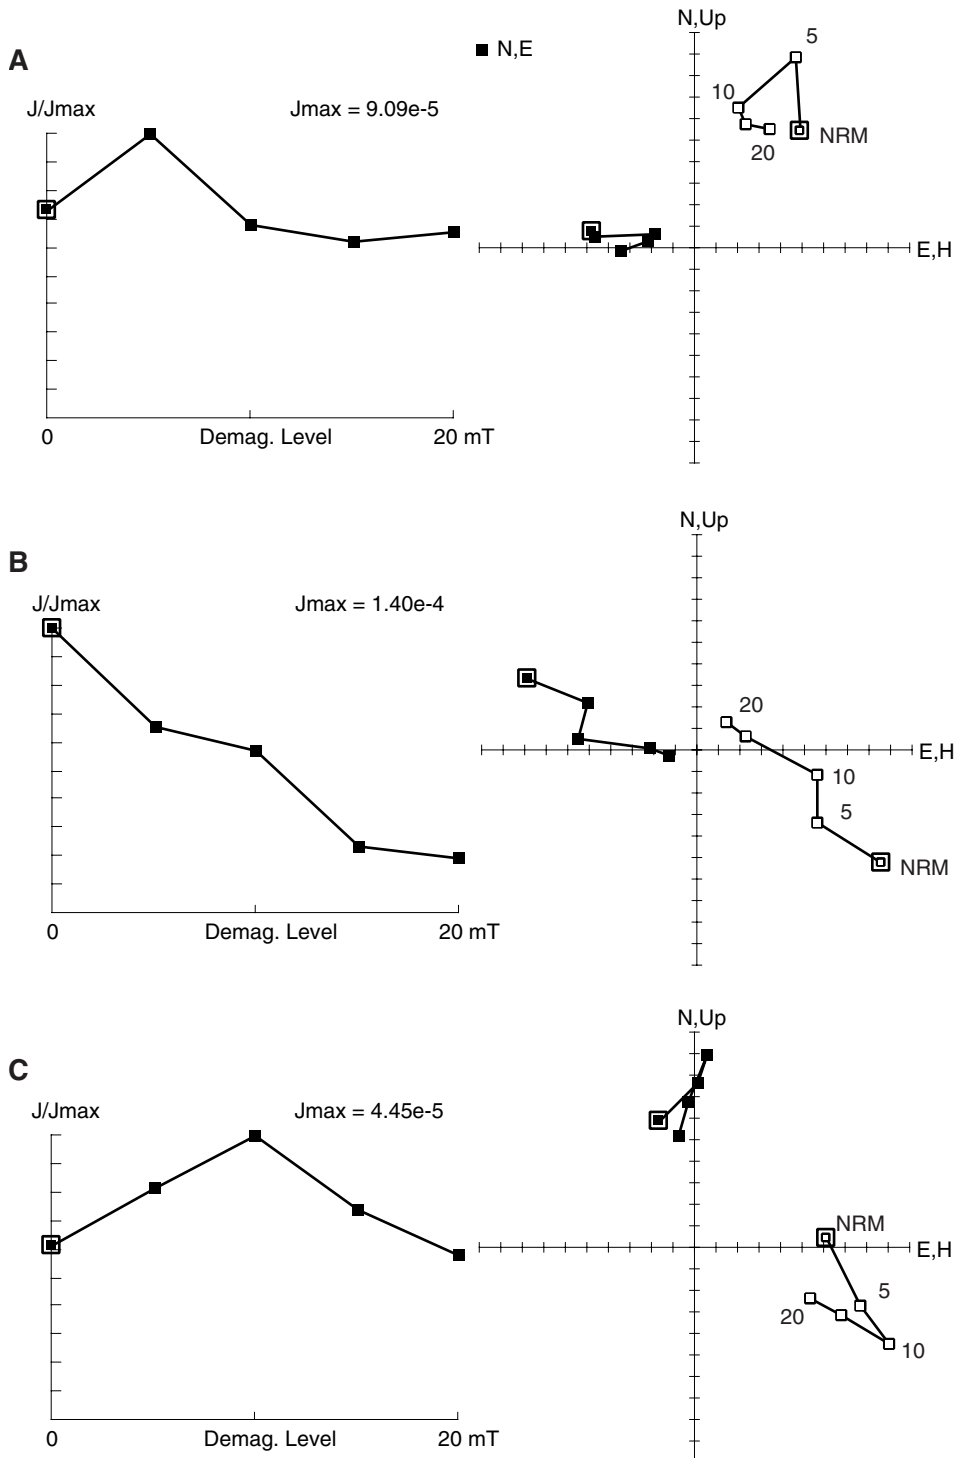 A
N,Up
5
N,E
J/Jmax
Jmax = 9.09e-5
10
NRM
20
E,H
0
Demag. Level
20 mT
B
N,Up
J/Jmax
Jmax = 1.40e-4
20
E,H
10
5
NRM
0
Demag. Level
20 mT
C
N,Up
J/Jmax
Jmax = 4.45e-5
NRM
E,H
5
20
10
0
Demag. Level
20 mT